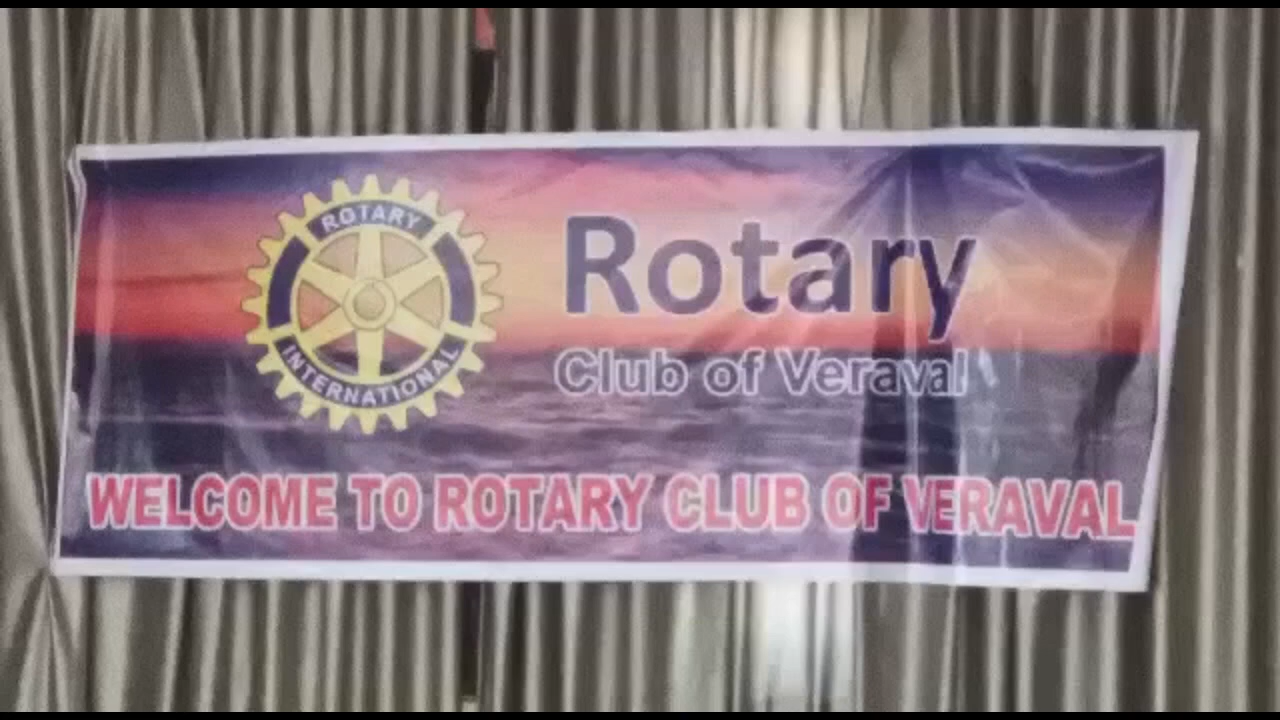 ROTARY
INTERNATIONAL
Rotary
Club of Veraval
WELCOME TO ROTARY CLUB OF VERAVAL